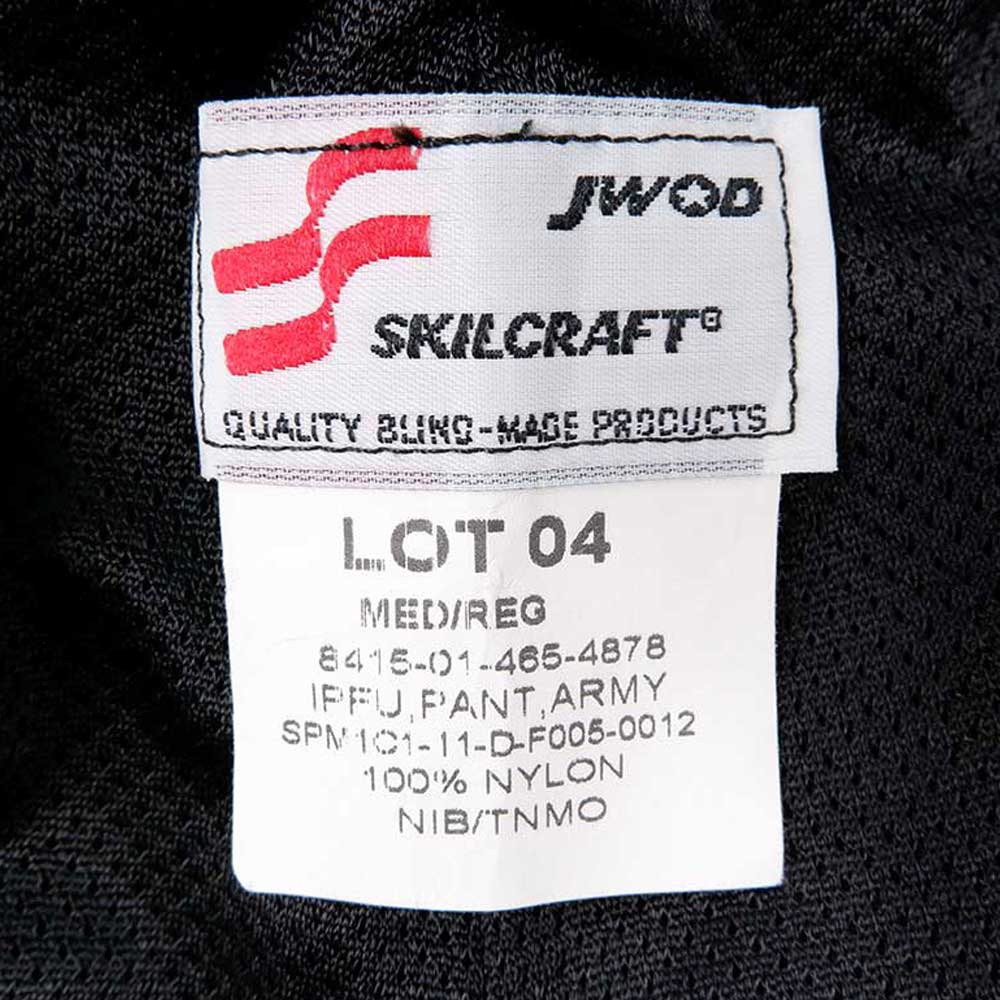 JWOD
SKILCRAFT®
QUALITY BLIND-MADE PRODUCTS
LOT 04
MED/REG
8415-01-465-4878
IPFU,PANT,ARMY
SPM1C1-11-D-F005-0012
100% NYLON
NIB/TNMO